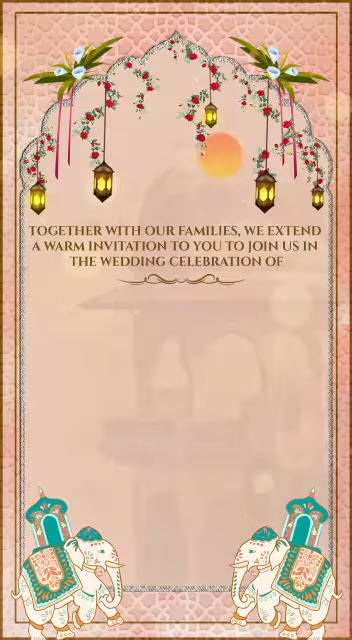 TOGETHER WITH OUR FAMILIES, WE EXTEND
A WARM INVITATION TO YOU TO JOIN US IN
THE WEDDING CELEBRATION OF